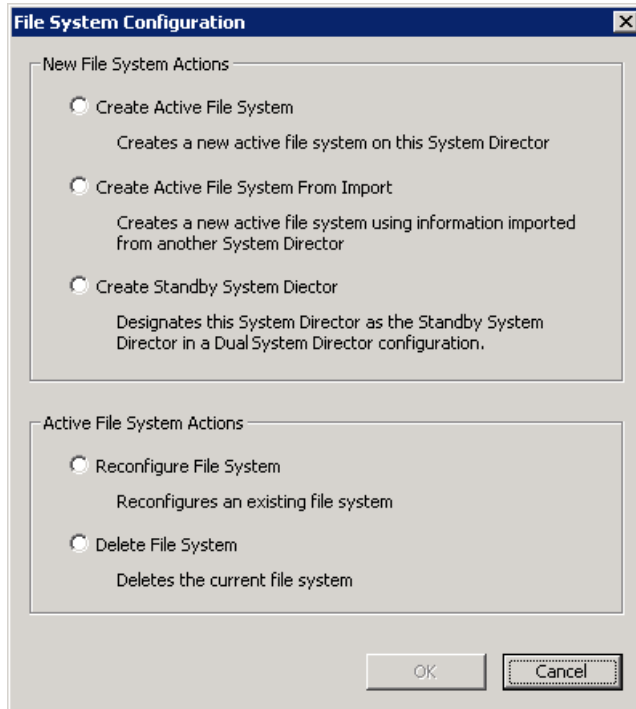 File System Configuration
New File System Actions
Create Active File System
Creates a new active file system on this System Director
Create Active File System From Import
Creates a new active file system using information imported
from another System Director
Create Standby System Diector
Designates this System Director as the Standby System
Director in a Dual System Director configuration.
Active File System Actions
Reconfigure File System
Reconfigures an existing file system
Delete File System
Deletes the current file system
OK
Cancel